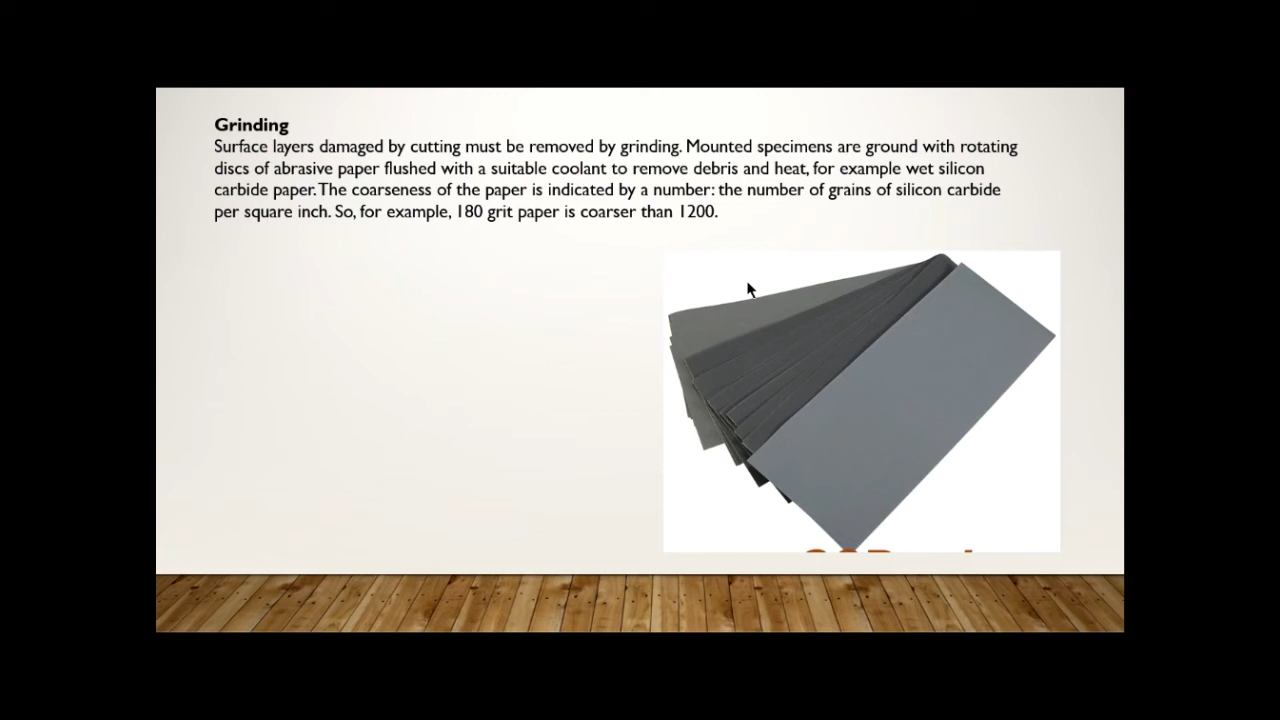 Grinding
Surface layers damaged by cutting must be removed by grinding. Mounted specimens are ground with rotating
discs of abrasive paper flushed with a suitable coolant to remove debris and heat, for example wet silicon
carbide paper.The coarseness of the paper is indicated by a number: the number of grains of silicon carbide
per square inch. So, for example, 180 grit paper is coarser than 1200.